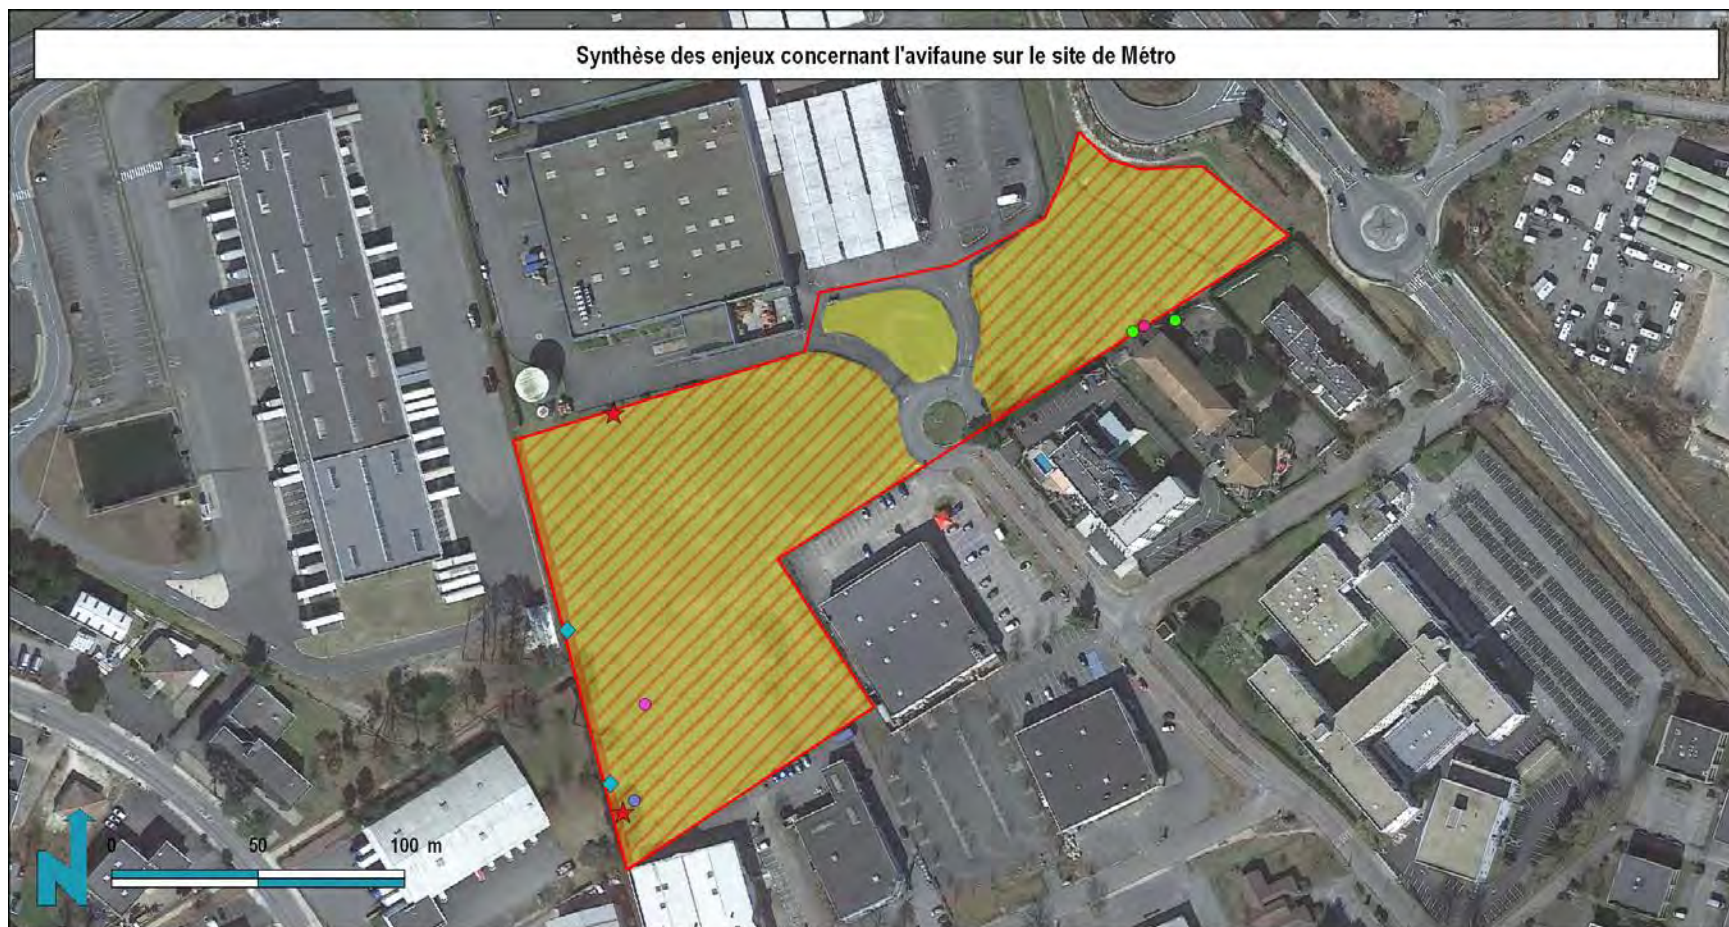 Synthèse des enjeux concernant l'avifaune sur le site de Métro
N
0 50 100 m